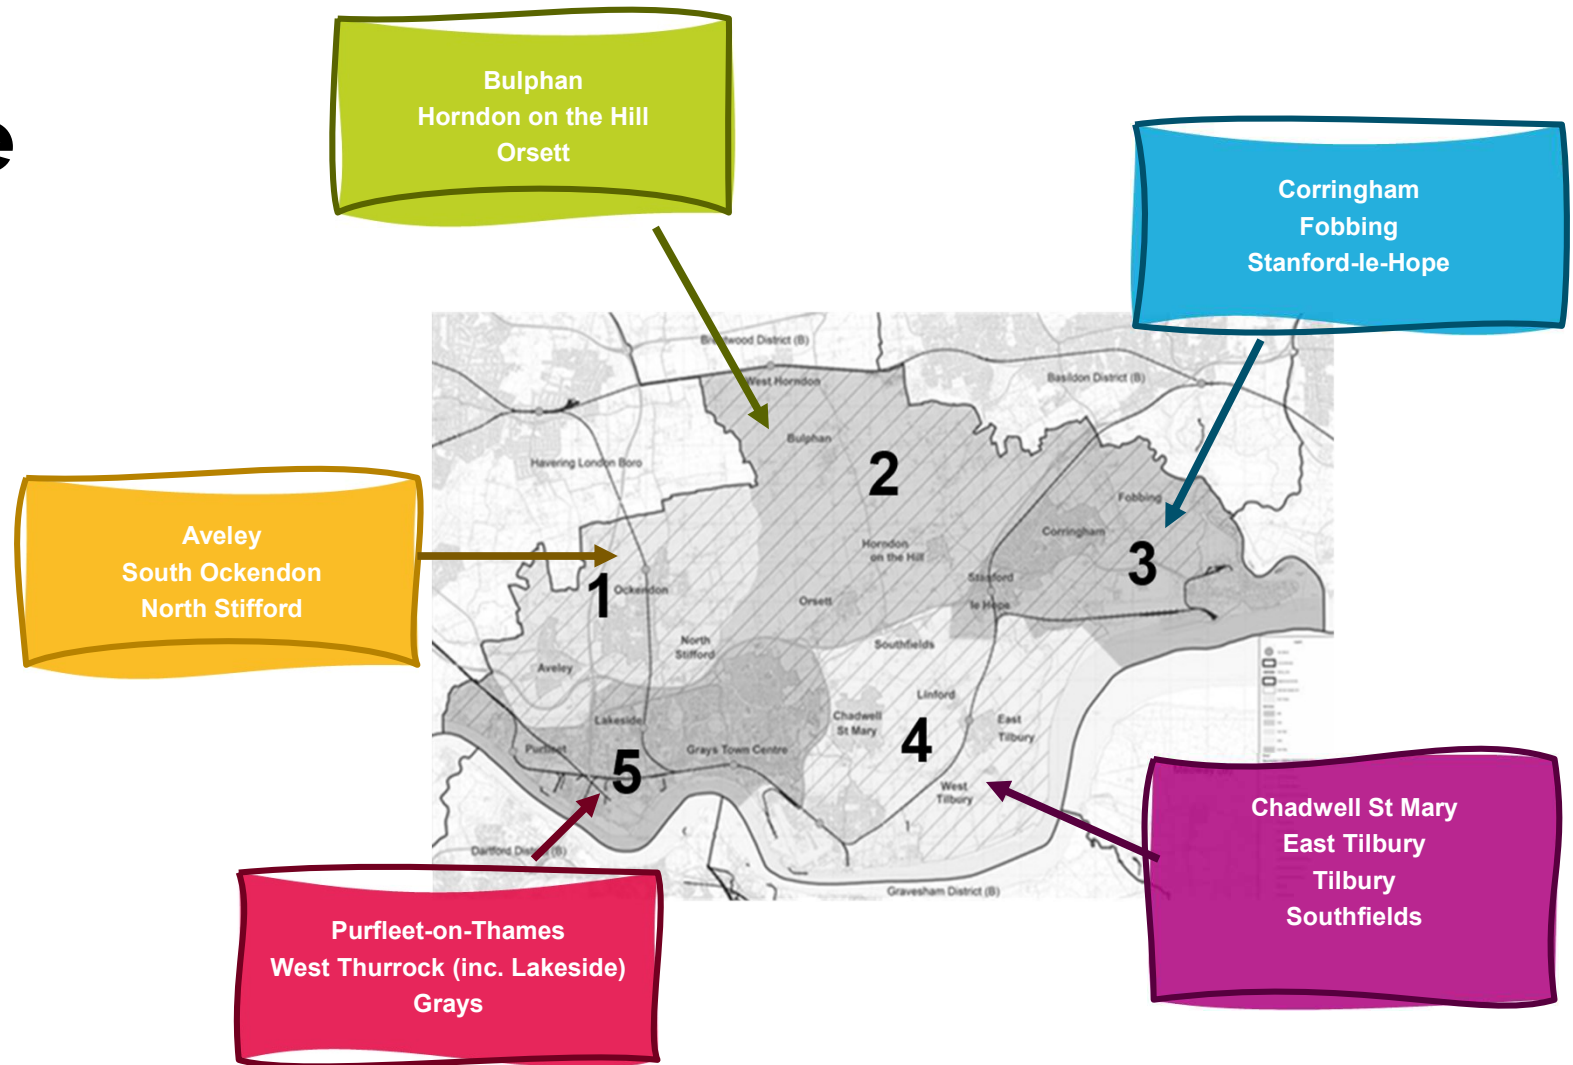 e
Bulphan
Horndon on the Hill
Orsett
Corringham
Fobbing
Stanford-le-Hope
Aveley
South Ockendon
North Stifford
Purfleet-on-Thames
West Thurrock (inc. Lakeside)
Grays
Chadwell St Mary
East Tilbury
Tilbury
Southfields
Basildon District (B)
West Horndon
Bulphan
2
Havering London Boro
Fobbing
Corringham
3
Horndon
on the Hill
Stanford
le Hope
1
Ockendon
Orsett
North
Stifford
Southfields
Aveley
Linford
Chadwell
St Mary
4
East
Tilbury
Lakeside
Purfleet
Grays Town Centre
5
West
Tilbury
Gravesham District (B)